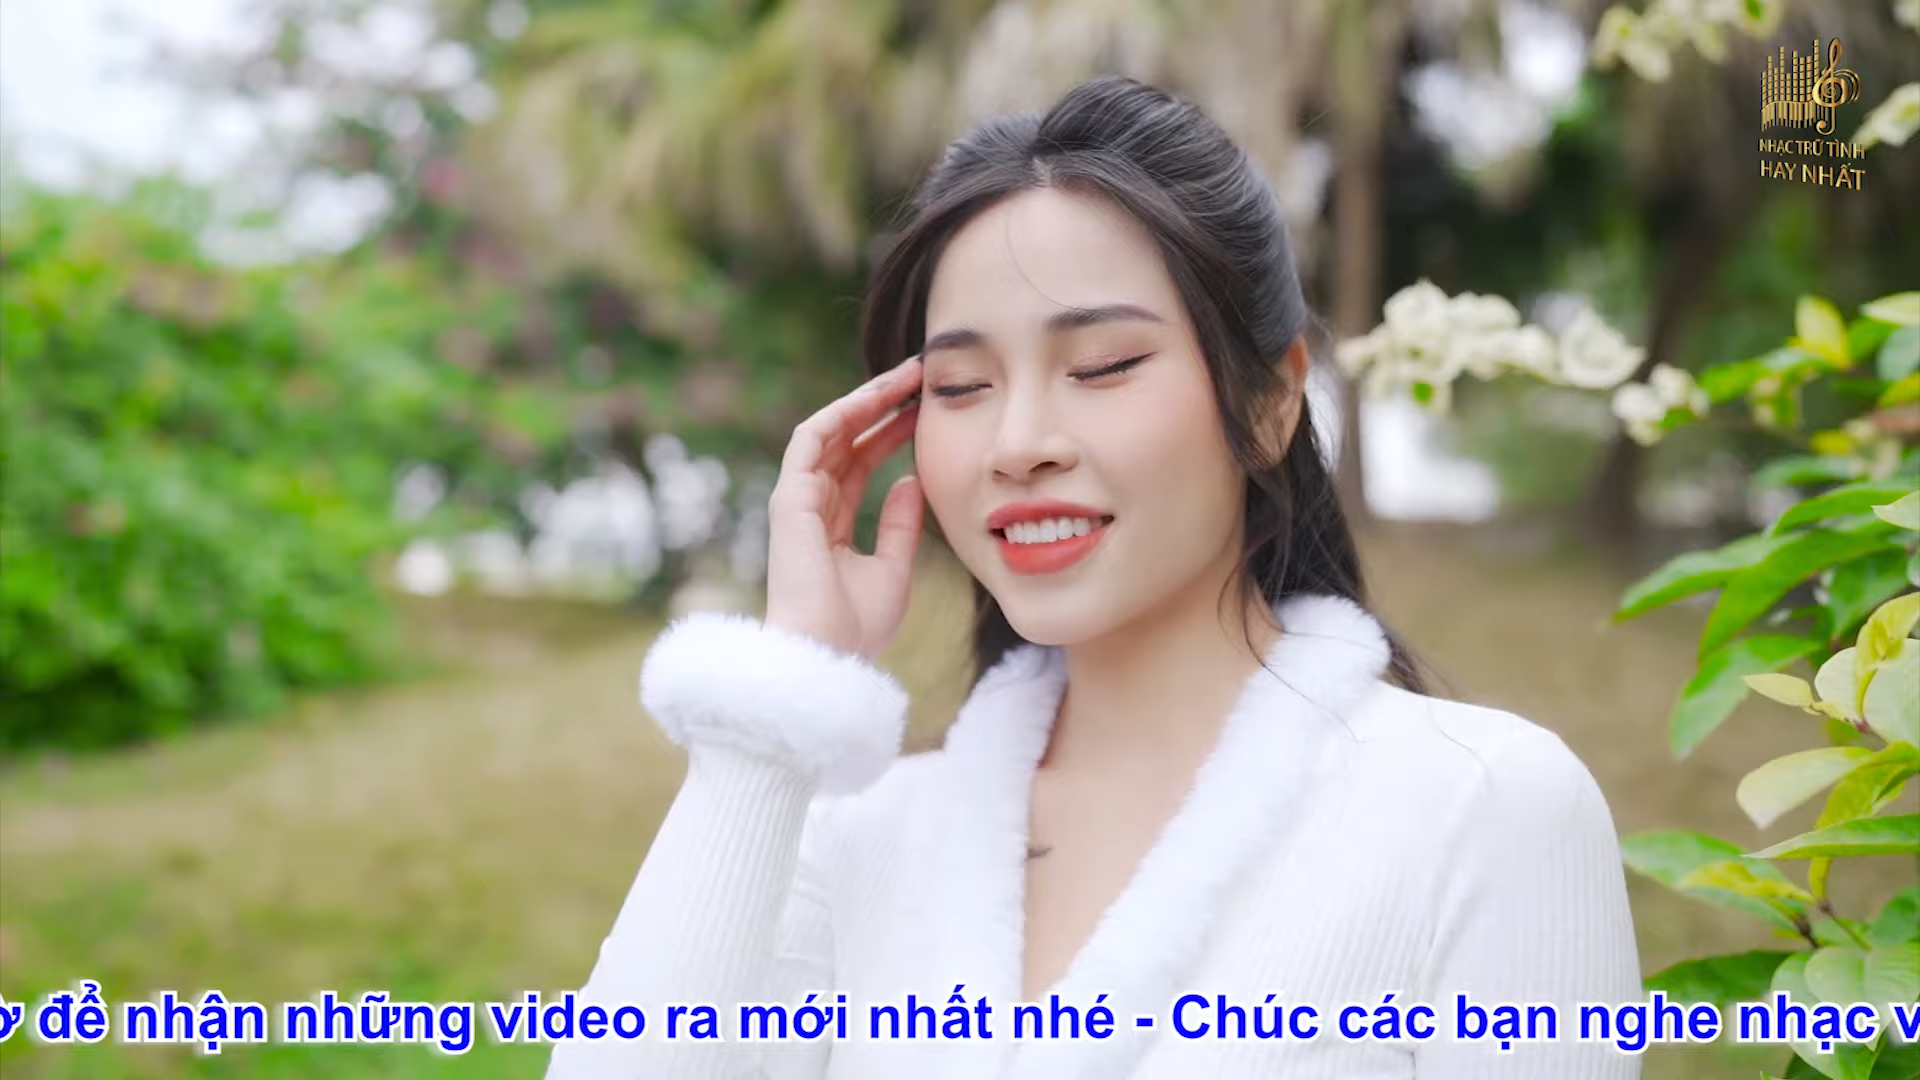 NHẠC TRỮ TÌNH
HAY NHẤT
để nhận những video ra mới nhất nhé - Chúc các bạn nghe nhạc